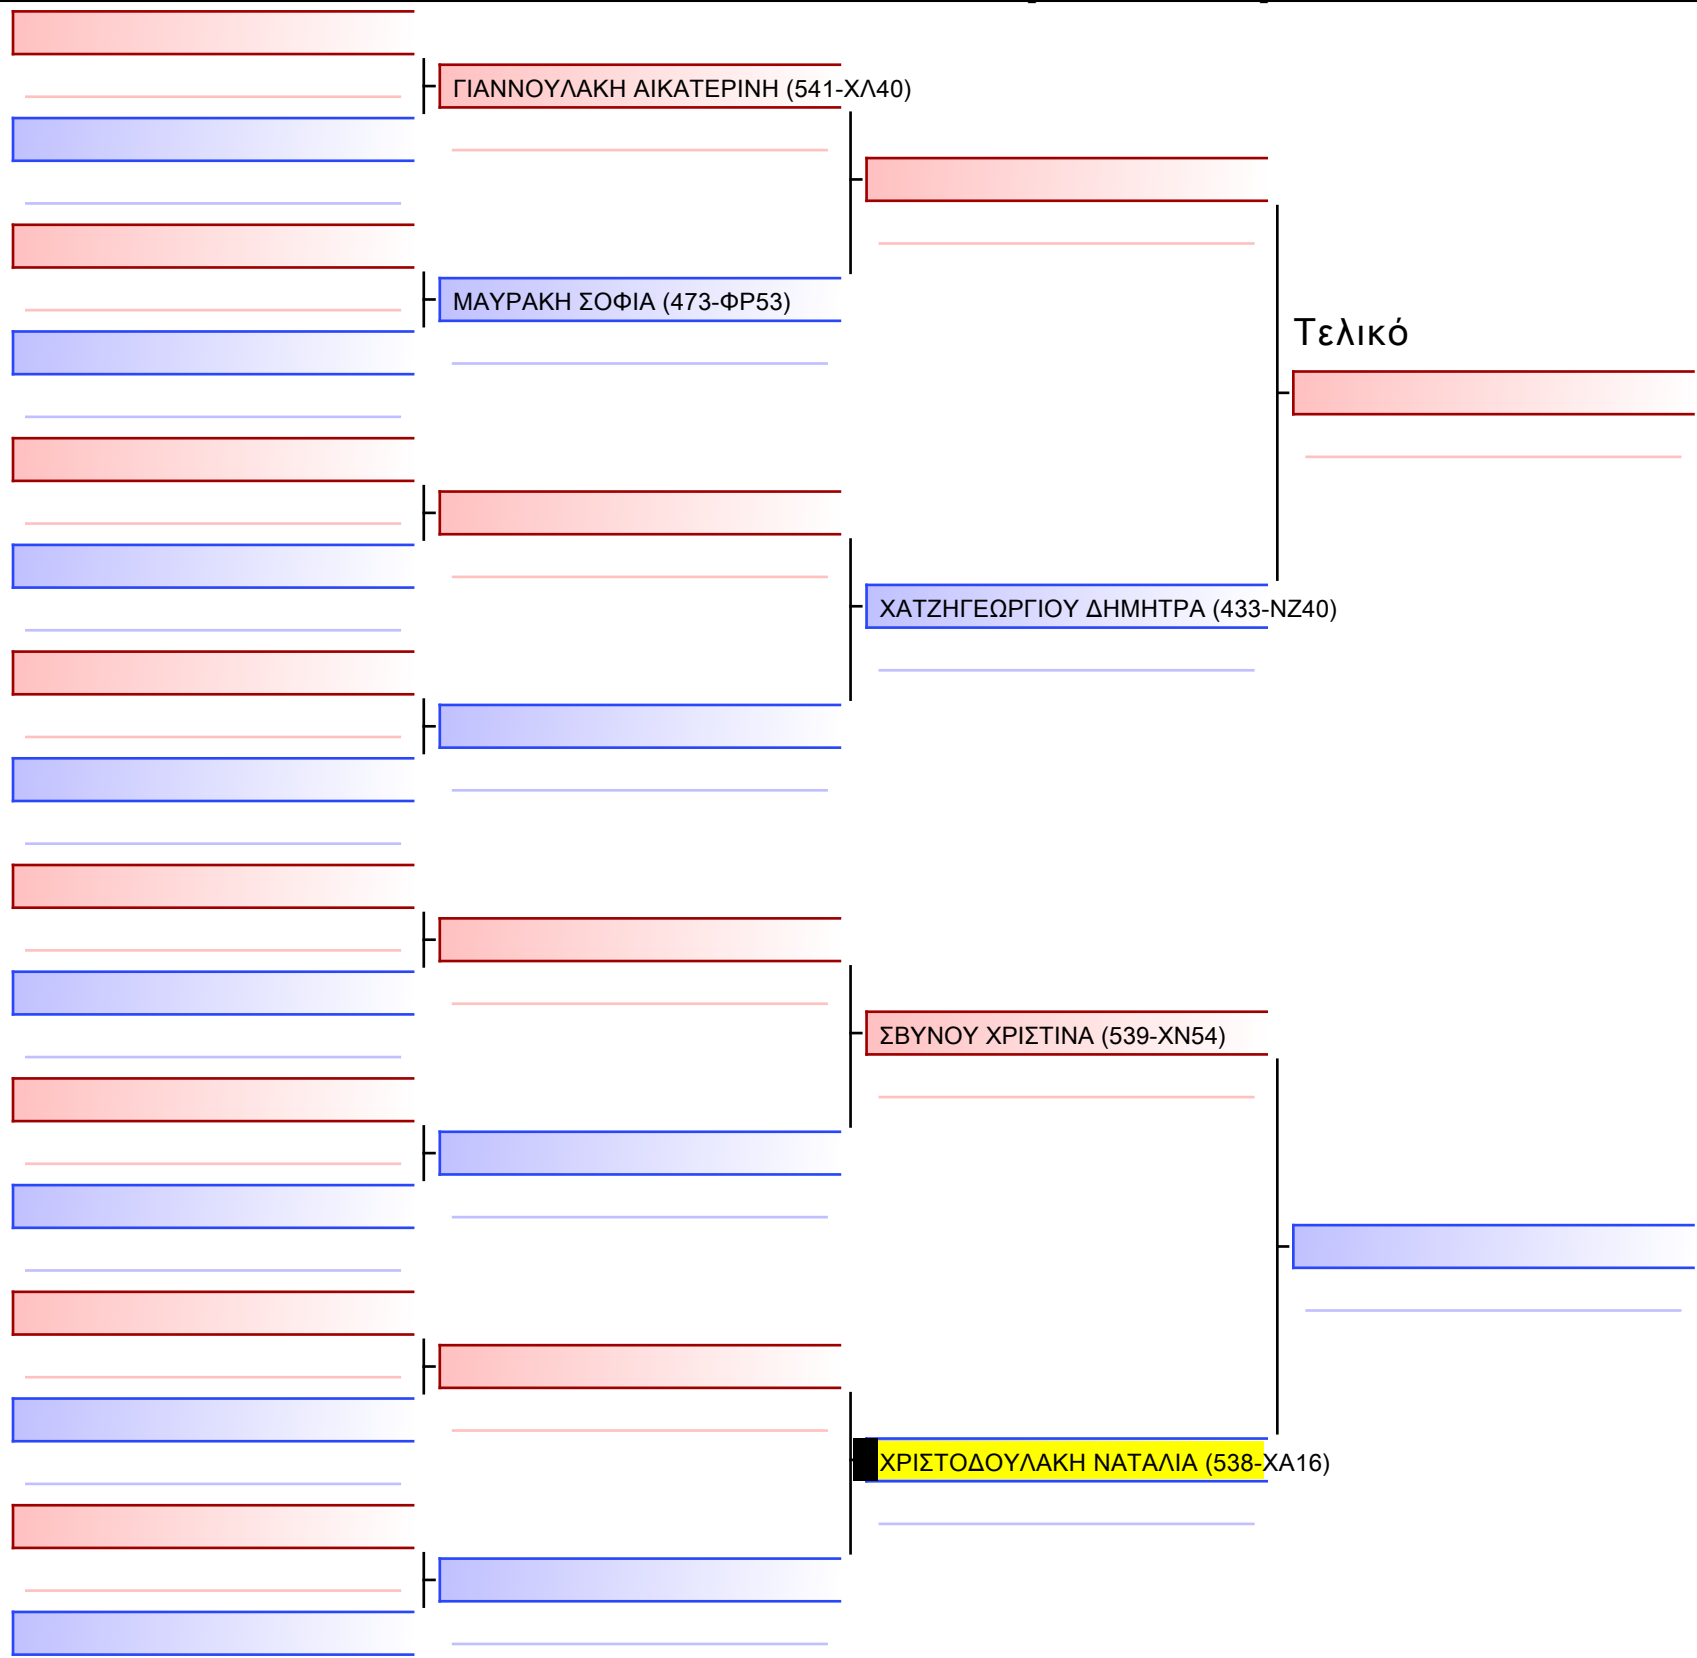 ΓΙΑΝΝΟΥΛΑΚΗ ΑΙΚΑΤΕΡΙΝΗ (541-ΧΛ40)
ΜΑΥΡΑΚΗ ΣΟΦΙΑ (473-ΦΡ53)
Τελικό
ΧΑΤΖΗΓΕΩΡΓΙΟΥ ΔΗΜΗΤΡΑ (433-ΝΖ40)
ΣΒΥΝΟΥ ΧΡΙΣΤΙΝΑ (539-ΧΝ54)
ΧΡΙΣΤΟΔΟΥΛΑΚΗ ΝΑΤΑΛΙΑ (538-ΧΑ16)